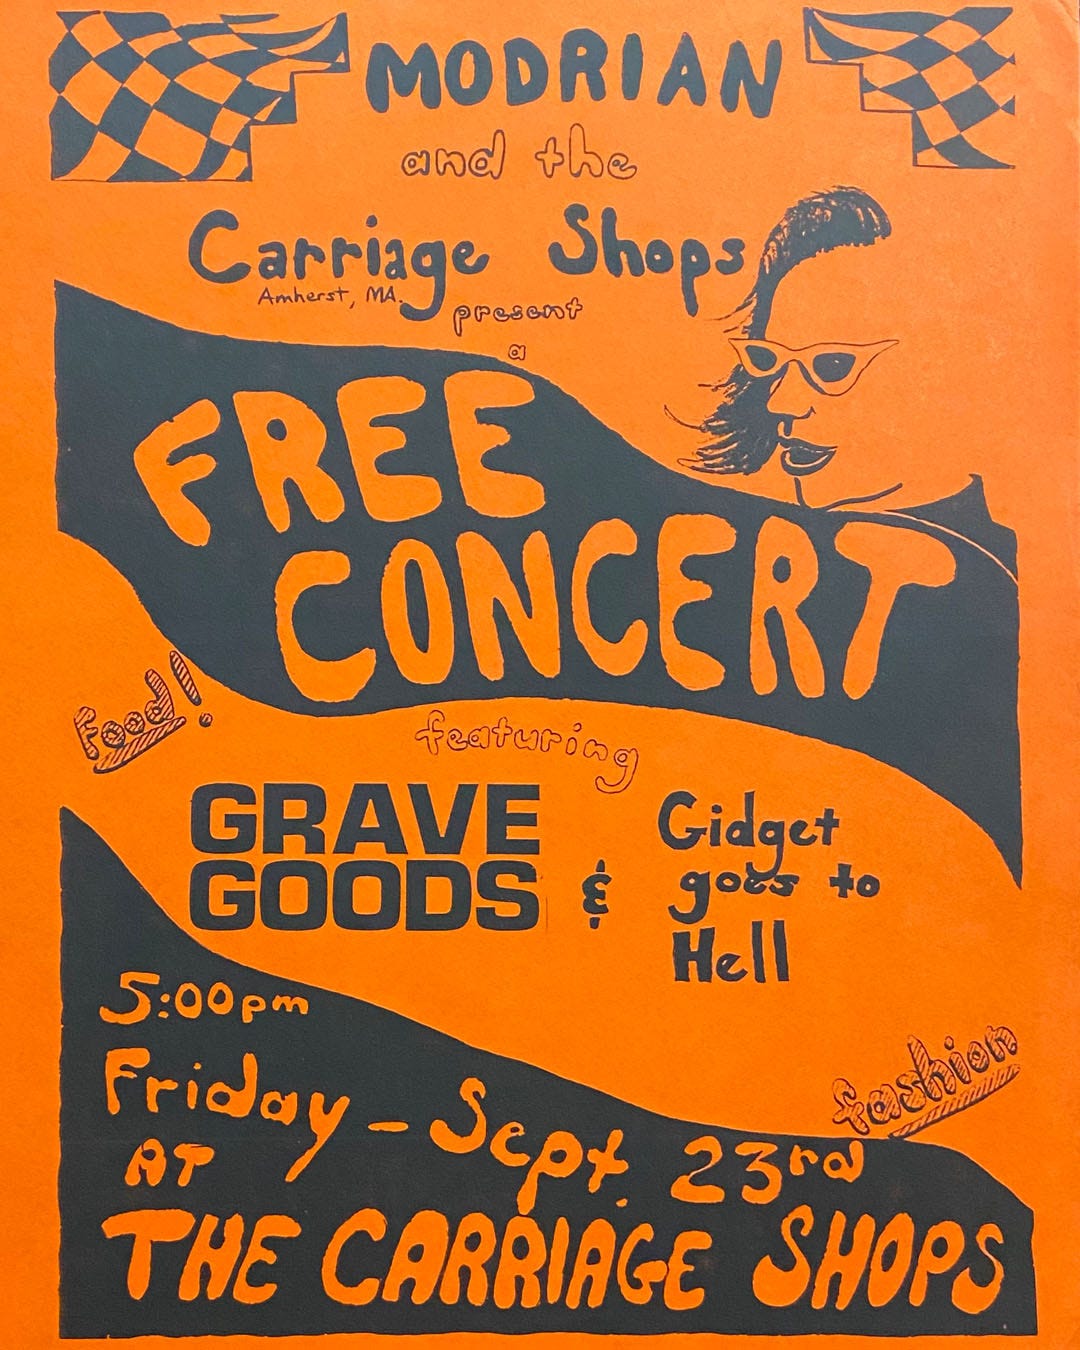 MODRIAN
and the
Carriage Shops
Amherst, MA.
present
a
FREE
CONCERT
food!
featuring
GRAVE
GOODS
&
Gidget
goes to
Hell
5:00pm
fashion
Friday - Sept. 23rd
AT
THE CARRIAGE SHOPS